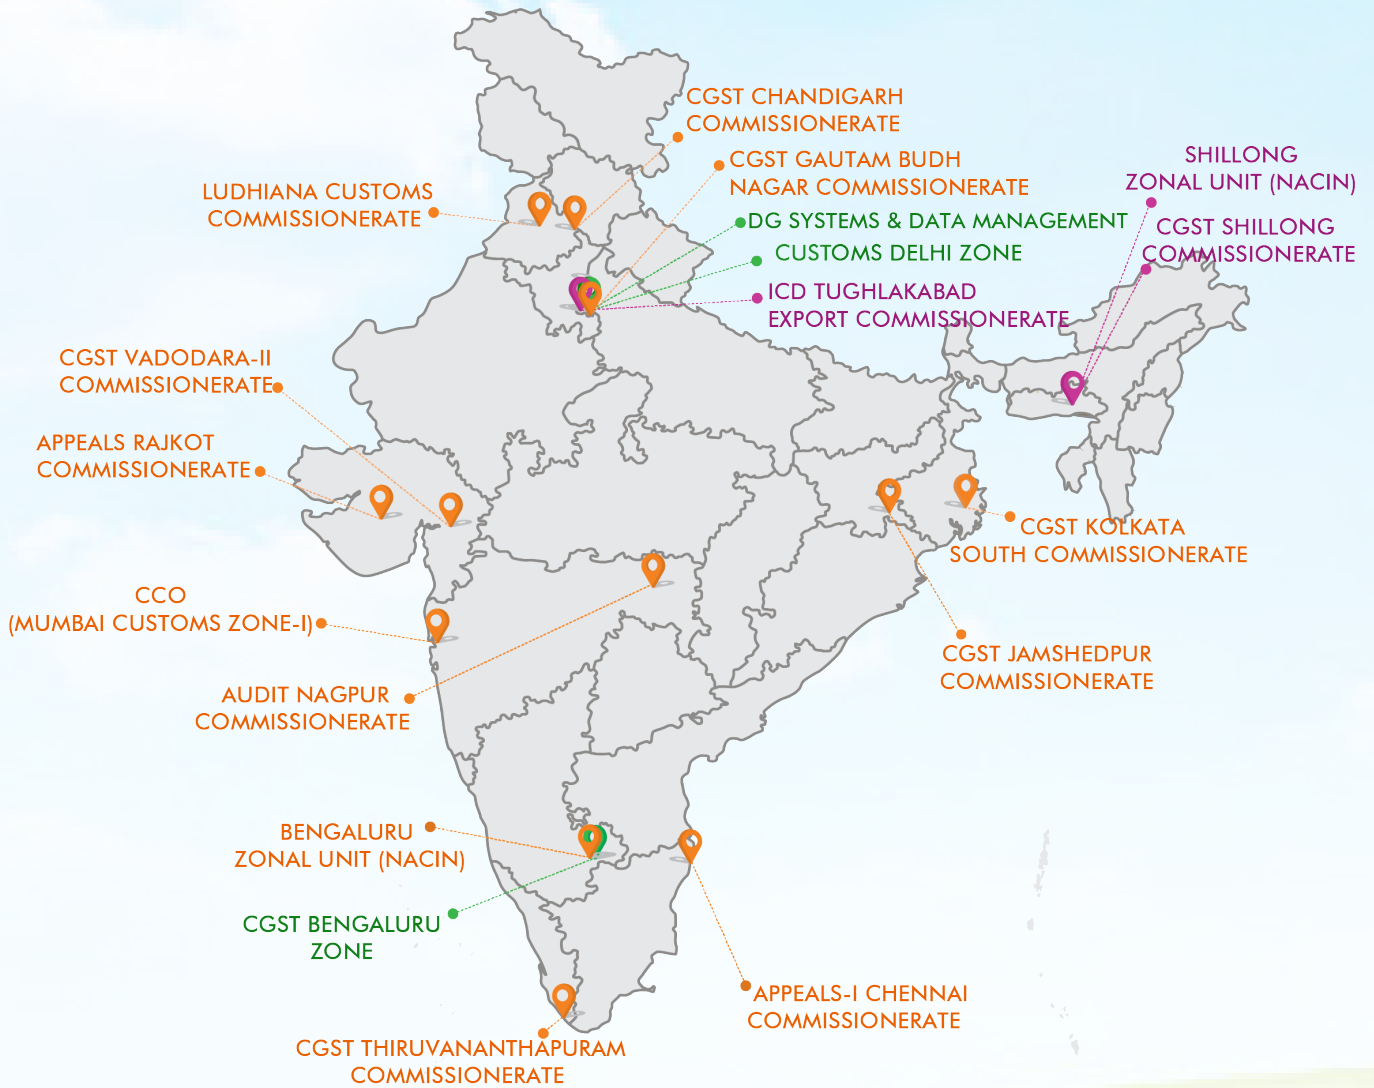 CGST CHANDIGARH
COMMISSIONERATE
CGST GAUTAM BUDH
NAGAR COMMISSIONERATE
SHILLONG
ZONAL UNIT (NACIN)
LUDHIANA CUSTOMS
COMMISSIONERATE
DG SYSTEMS & DATA MANAGEMENT
CGST SHILLONG
COMMISSIONERATE
CUSTOMS DELHI ZONE
ICD TUGHLAKABAD
EXPORT COMMISSIONERATE
CGST VADODARA-II
COMMISSIONERATE
APPEALS RAJKOT
COMMISSIONERATE
CGST KOLKATA
SOUTH COMMISSIONERATE
CCO
(MUMBAI CUSTOMS ZONE-I)
CGST JAMSHEDPUR
COMMISSIONERATE
AUDIT NAGPUR
COMMISSIONERATE
BENGALURU
ZONAL UNIT (NACIN)
CGST BENGALURU
ZONE
APPEALS-I CHENNAI
COMMISSIONERATE
CGST THIRUVANANTHAPURAM
COMMISSIONERATE